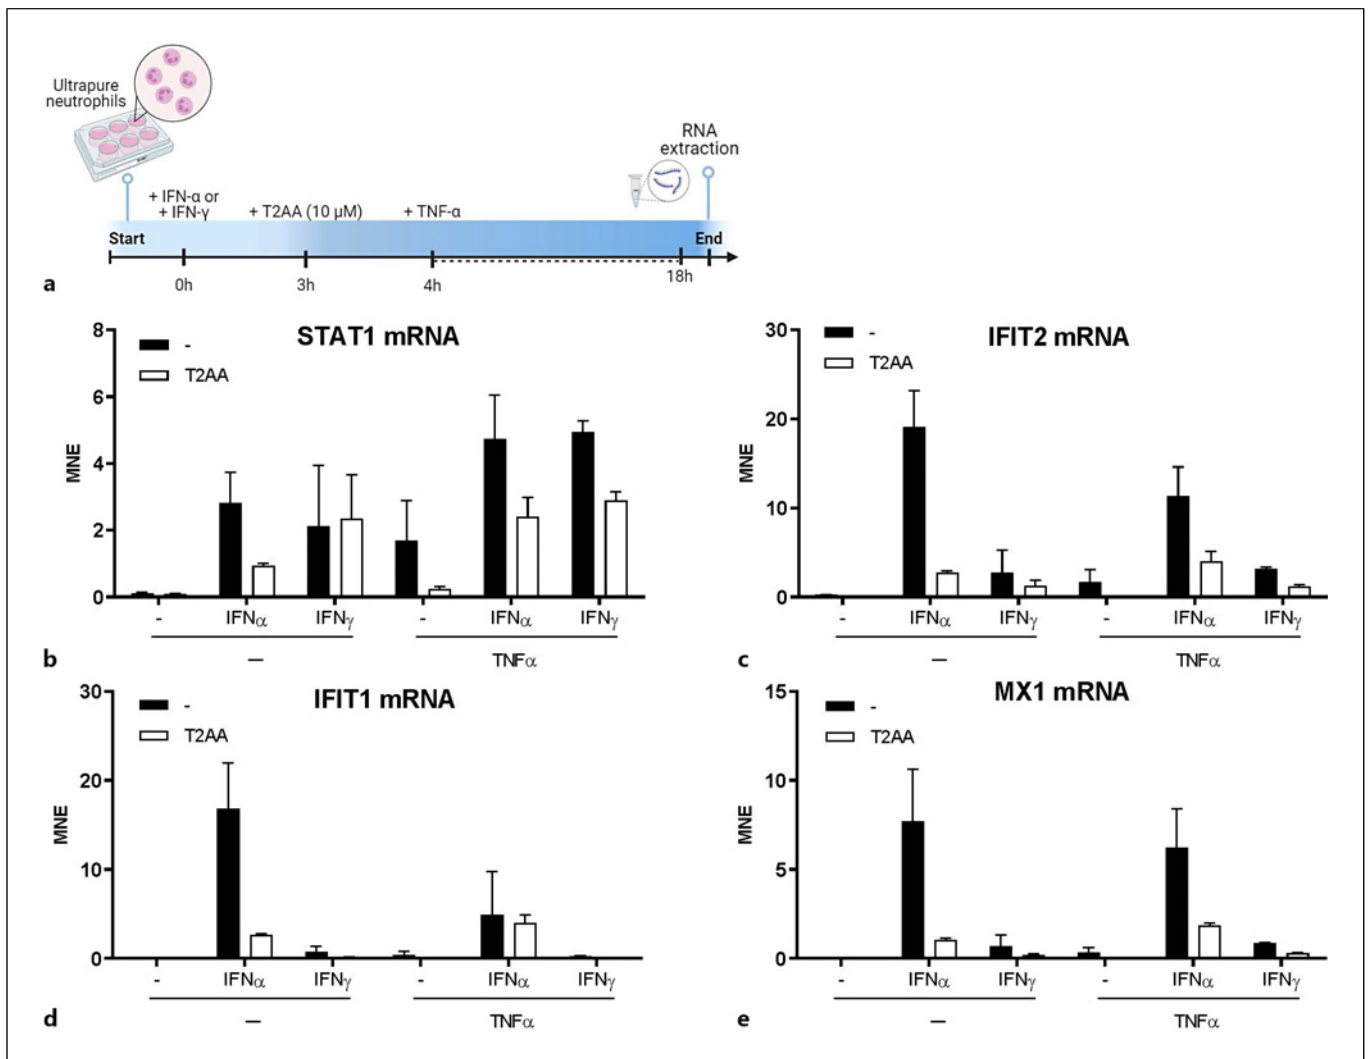 Ultrapure
neutrophils
RNA
extraction
+ IFN-α or
+ IFN-γ
+ T2AA (10 µM)
+ TNF-α
Start
End
0h
3h
4h
18h
a
STAT1 mRNA
-
T2AA
MNE
8
6
4
2
0
- IFNα IFNγ - IFNα IFNγ
— TNFα
b
IFIT2 mRNA
-
T2AA
MNE
30
20
10
0
- IFNα IFNγ - IFNα IFNγ
— TNFα
c
IFIT1 mRNA
-
T2AA
MNE
30
20
10
0
- IFNα IFNγ - IFNα IFNγ
— TNFα
d
MX1 mRNA
-
T2AA
MNE
15
10
5
0
- IFNα IFNγ - IFNα IFNγ
— TNFα
e